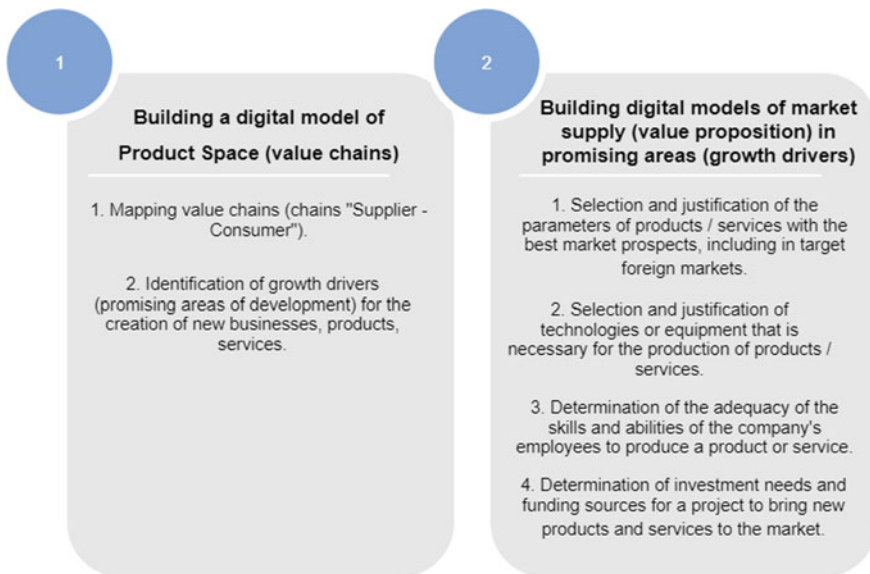 1
Building a digital model of
Product Space (value chains)
1. Mapping value chains (chains "Supplier -
Consumer").
2. Identification of growth drivers
(promising areas of development) for the
creation of new businesses, products,
services.
2
Building digital models of market
supply (value proposition) in
promising areas (growth drivers)
1. Selection and justification of the
parameters of products / services with the
best market prospects, including in target
foreign markets.
2. Selection and justification of
technologies or equipment that is
necessary for the production of products /
services.
3. Determination of the adequacy of the
skills and abilities of the company's
employees to produce a product or service.
4. Determination of investment needs and
funding sources for a project to bring new
products and services to the market.